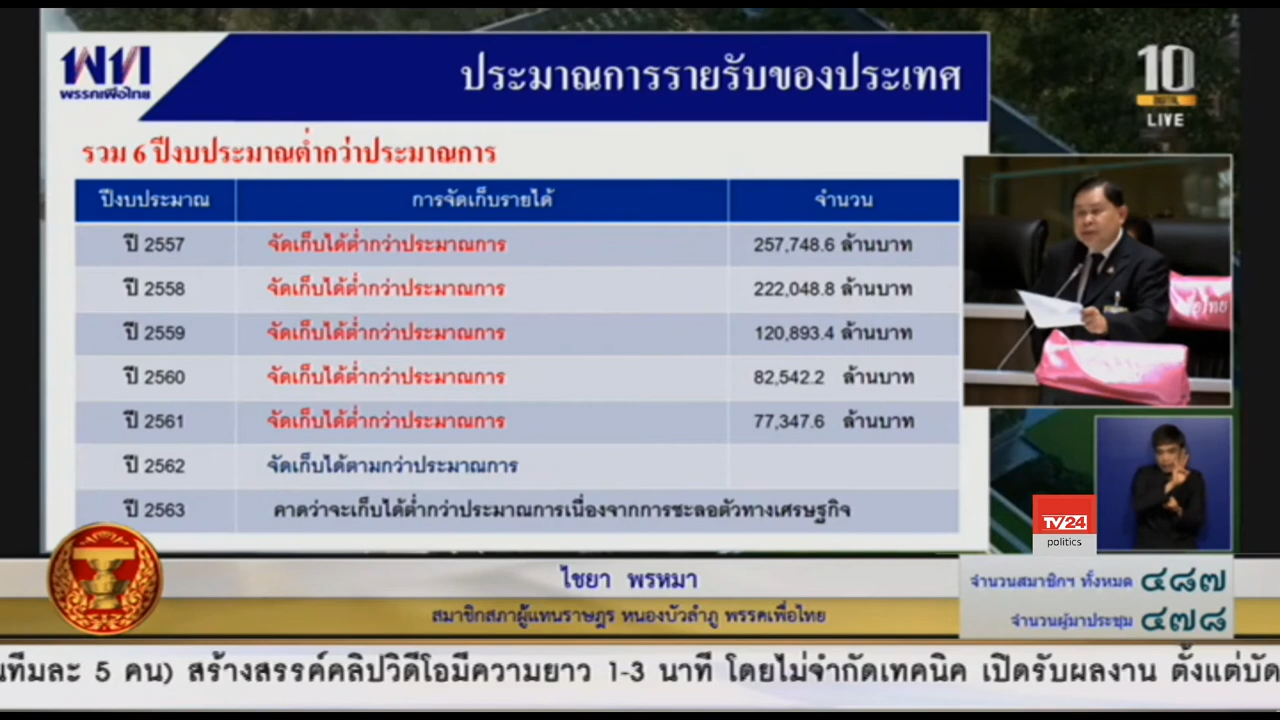 พท
พรรคเพื่อไทย
ประมาณการรายรับของประเทศ
10
LIVE
รวม 6 ปีงบประมาณต่ำกว่าประมาณการ
ปีงบประมาณ การจัดเก็บรายได้ จำนวน
ปี 2557 จัดเก็บได้ต่ำกว่าประมาณการ 257,748.6 ล้านบาท
ปี 2558 จัดเก็บได้ต่ำกว่าประมาณการ 222,048.8 ล้านบาท
ปี 2559 จัดเก็บได้ต่ำกว่าประมาณการ 120,893.4 ล้านบาท
ปี 2560 จัดเก็บได้ต่ำกว่าประมาณการ 82,542.2 ล้านบาท
ปี 2561 จัดเก็บได้ต่ำกว่าประมาณการ 77,347.6 ล้านบาท
ปี 2562 จัดเก็บได้ตามกว่าประมาณการ
ปี 2563 คาดว่าจะเก็บได้ต่ำกว่าประมาณการเนื่องจากการชะลอตัวทางเศรษฐกิจ
TV24
politics
ไชยา พรหมา
สมาชิกสภาผู้แทนราษฎร หนองบัวลำภู พรรคเพื่อไทย
จำนวนสมาชิกฯ ทั้งหมด ๔๘๗
จำนวนผู้มาประชุม ๔๗๘
นทีมละ 5 คน) สร้างสรรค์คลิปวิดีโอมีความยาว 1-3 นาที โดยไม่จำกัดเทคนิค เปิดรับผลงาน ตั้งแต่บัด